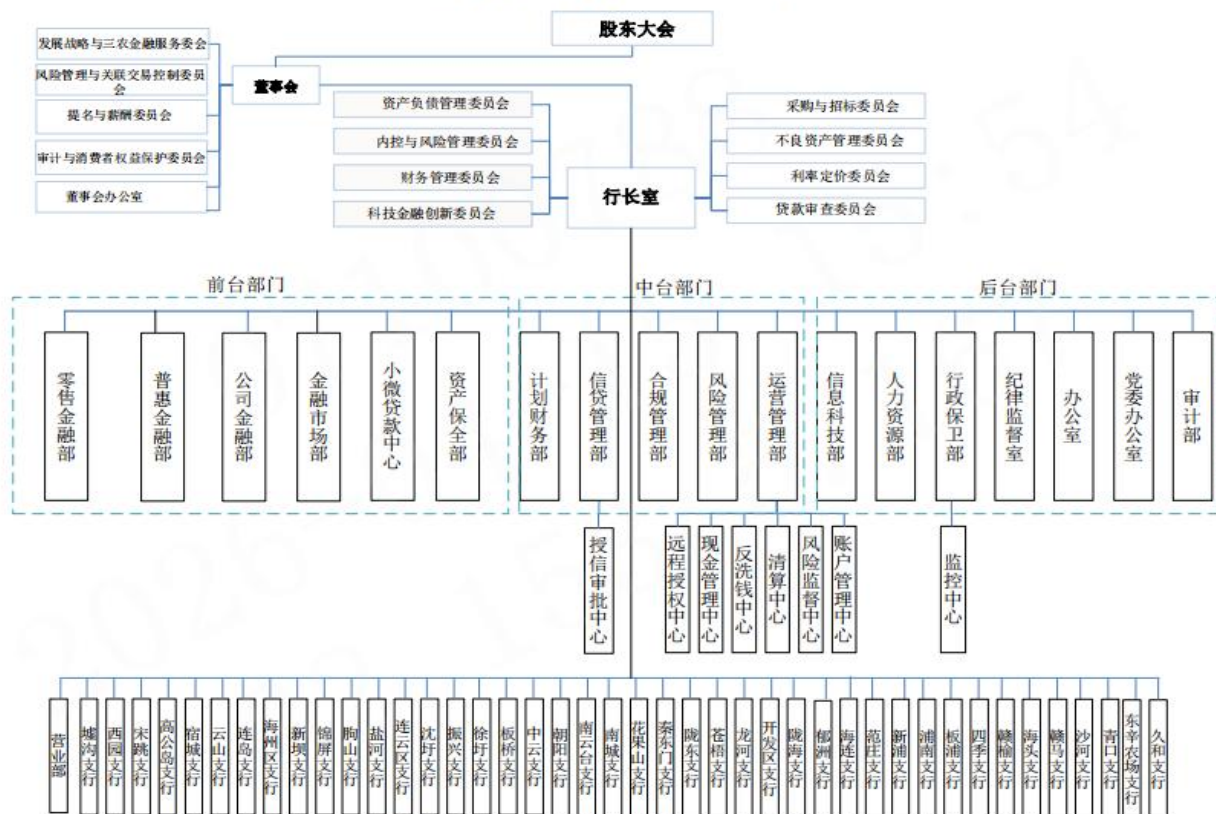 股东大会
发展战略与三农金融服务委会
风险管理与关联交易控制委员
会
提名与薪酬委员会
审计与消费者权益保护委员会
董事会办公室
董事会
资产负债管理委员会
内控与风险管理委员会
财务管理委员会
科技金融创新委员会
行长室
采购与招标委员会
不良资产管理委员会
利率定价委员会
贷款审查委员会
前台部门
中台部门
后台部门
零售金融部
普惠金融部
公司金融部
金融市场部
小微贷款中心
资产保全部
计划财务部
信贷管理部
合规管理部
风险管理部
运营管理部
信息科技部
人力资源部
行政保卫部
纪律监督室
办公室
党委办公室
审计部
授信审批中心
远程授权中心
现金管理中心
反洗钱中心
清算中心
风险监督中心
账户管理中心
监控中心
营业部
墟沟支行
西园支行
宋跳支行
高公岛支行
宿城支行
云山支行
连岛支行
海州区支行
新坝支行
锦屏支行
朐山支行
盐河支行
连云区支行
沈圩支行
振兴支行
徐圩支行
板桥支行
中云支行
朝阳支行
南云台支行
南城支行
花果山支行
秦东门支行
陇东支行
苍梧支行
龙河支行
开发区支行
陇海支行
郁洲支行
海连支行
范庄支行
新浦支行
浦南支行
板浦支行
四季支行
赣榆支行
海头支行
赣马支行
沙河支行
青口支行
东辛农场支行
久和支行